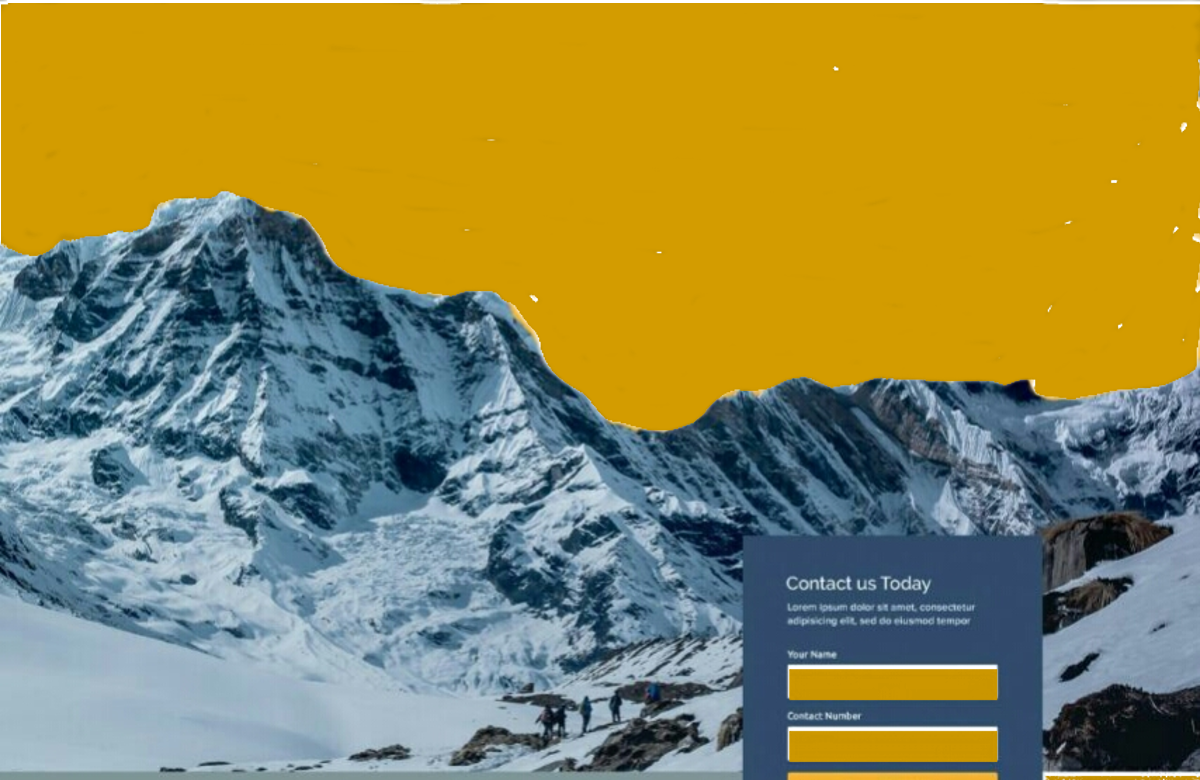 Contact us Today
Lorem ipsum dolor sit amet, consectetur
adipisicing elit, sed do eiusmod tempor
Your Name
Contact Number